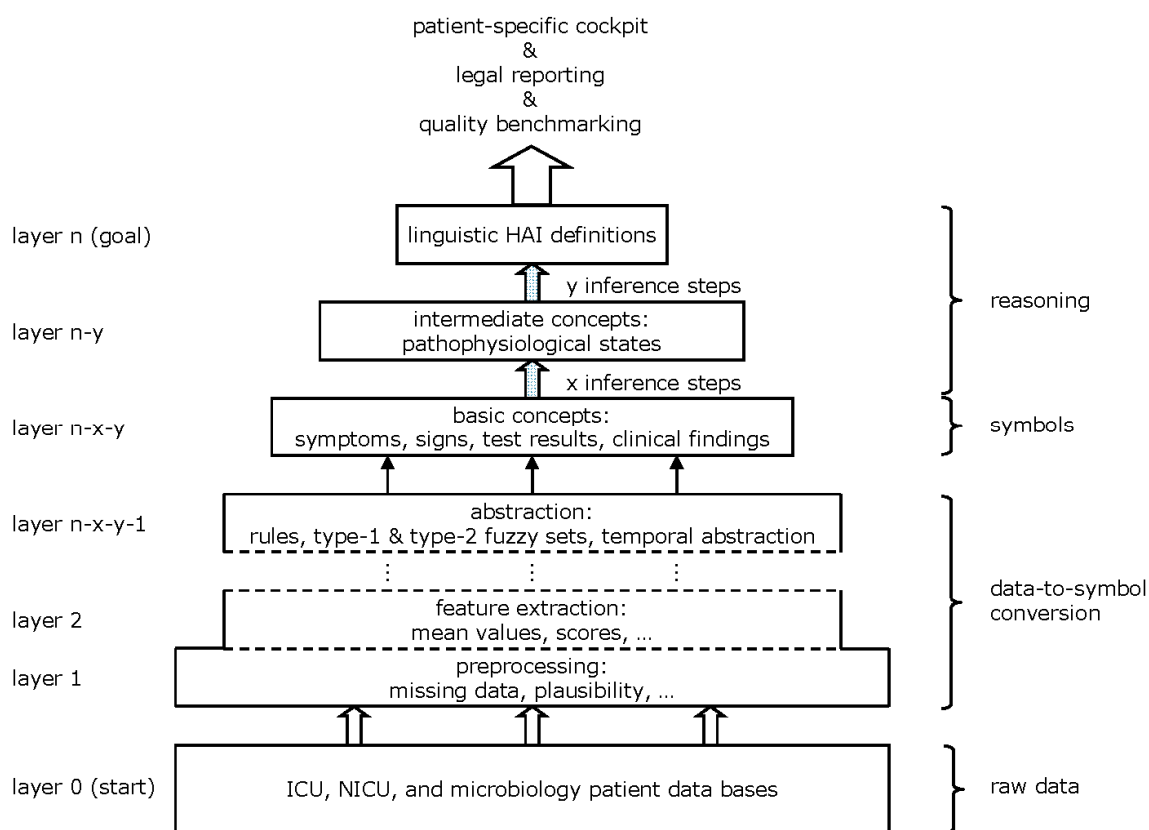 patient-specific cockpit
&
legal reporting
&
quality benchmarking
layer n (goal)
linguistic HAI definitions
y inference steps
reasoning
layer n-y
intermediate concepts:
pathophysiological states
x inference steps
layer n-x-y
basic concepts:
symptoms, signs, test results, clinical findings
symbols
layer n-x-y-1
abstraction:
rules, type-1 & type-2 fuzzy sets, temporal abstraction
data-to-symbol
conversion
layer 2
feature extraction:
mean values, scores, …
layer 1
preprocessing:
missing data, plausibility, …
layer 0 (start)
ICU, NICU, and microbiology patient data bases
raw data